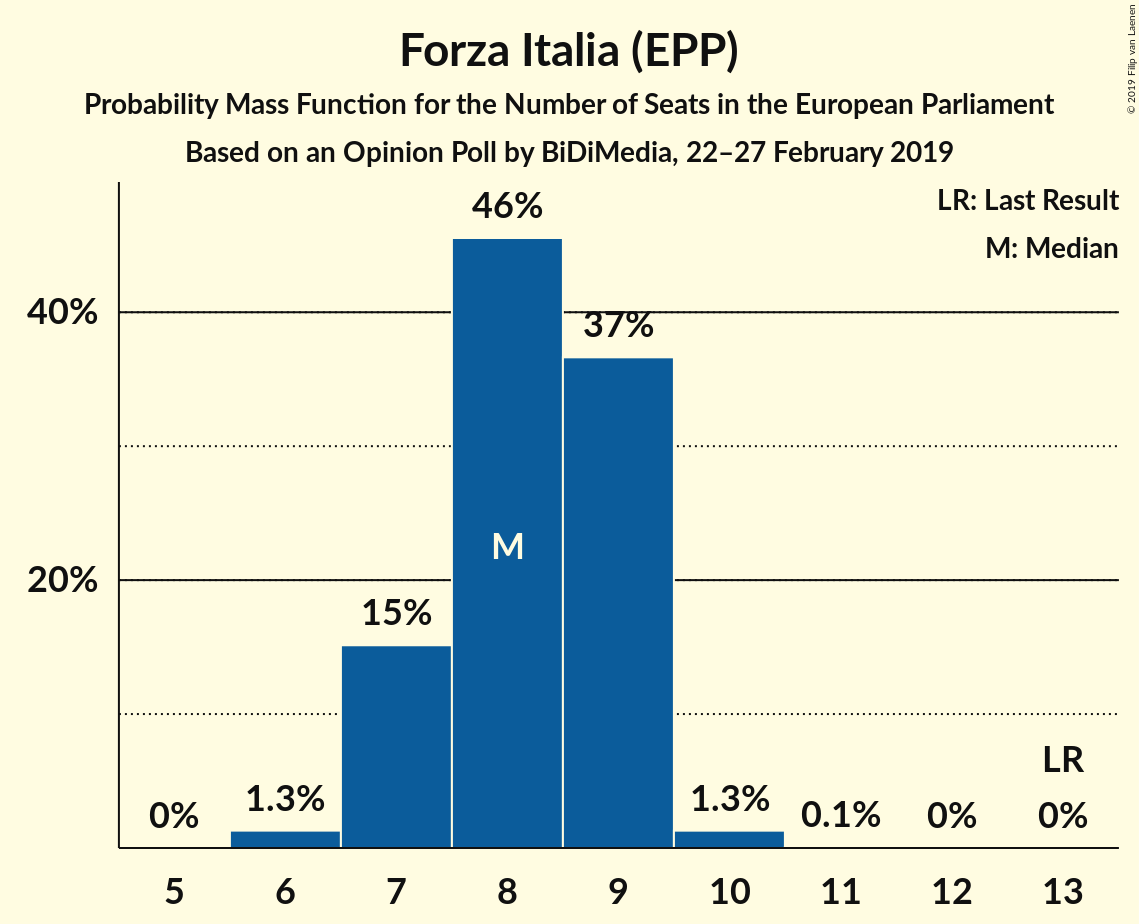 Forza Italia (EPP)
Probability Mass Function for the Number of Seats in the European Parliament
Based on an Opinion Poll by BiDiMedia, 22–27 February 2019
© 2019 Filip van Laenen
LR: Last Result
M: Median
46%
40%
37%
M
20%
15%
LR
0%
1.3%
1.3%
0.1%
0%
0%
5 6 7 8 9 10 11 12 13